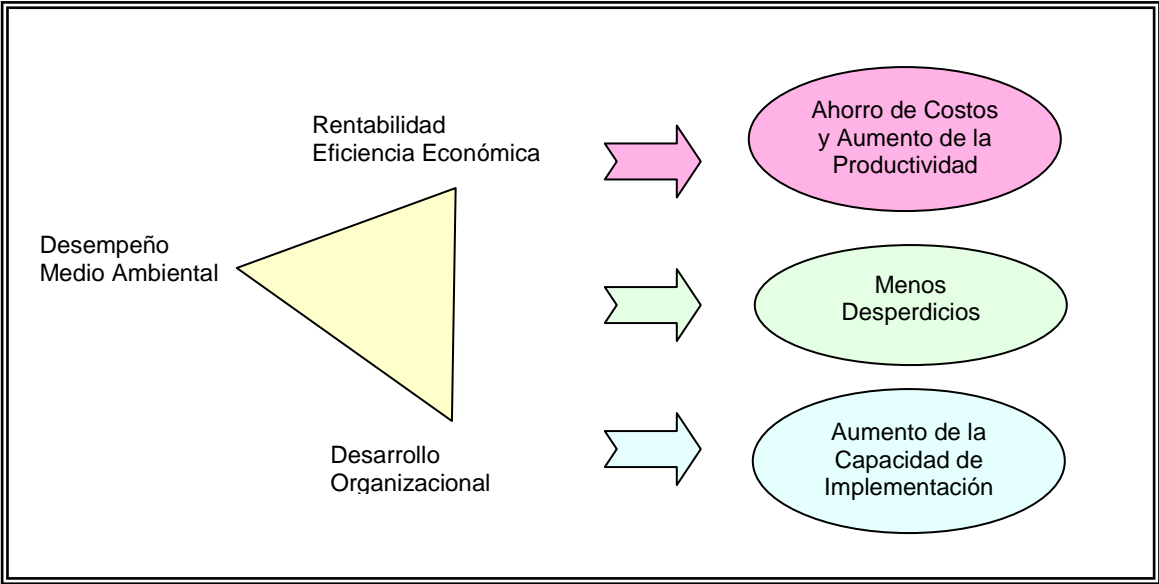 Rentabilidad
Eficiencia Económica
Desempeño
Medio Ambiental
Desarrollo
Organizacional
Ahorro de Costos
y Aumento de la
Productividad
Menos
Desperdicios
Aumento de la
Capacidad de
Implementación